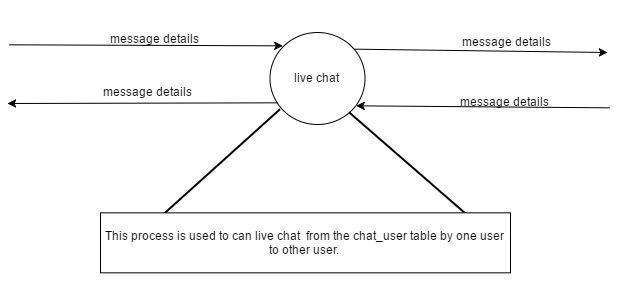 message details
message details
live chat
message details
message details
This process is used to can live chat  from the chat_user table by one user
to other user.